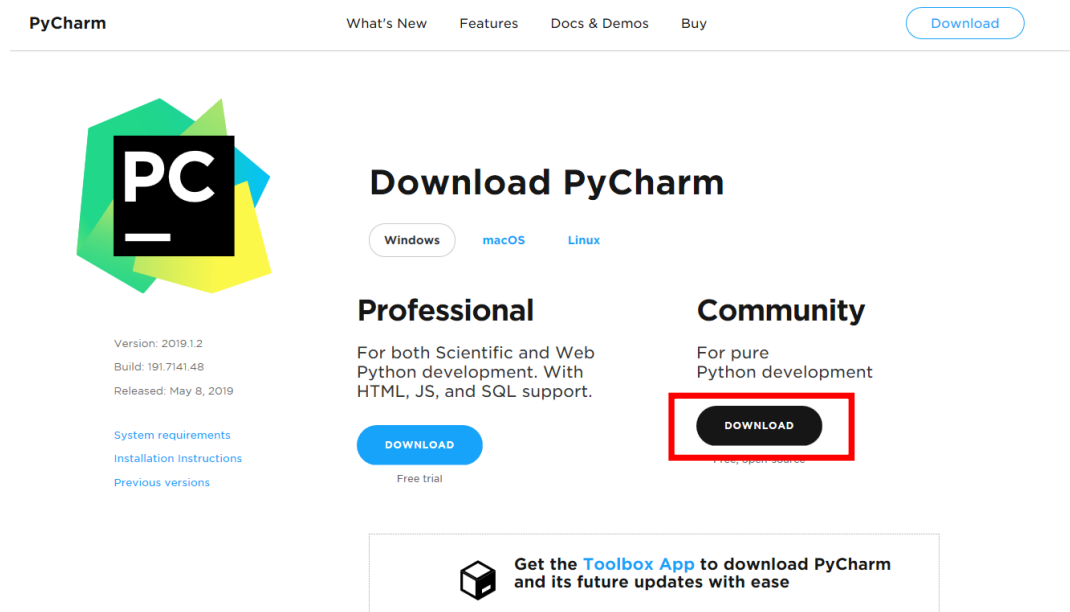 PyCharm
What's New
Features
Docs & Demos
Buy
Download
PC
Download PyCharm
Windows
macOS
Linux
Version: 2019.1.2
Build: 191.7141.48
Released: May 8, 2019
System requirements
Installation Instructions
Previous versions
Professional
For both Scientific and Web
Python development. With
HTML, JS, and SQL support.
DOWNLOAD
Free trial
Community
For pure
Python development
DOWNLOAD
Free, open-source
Get the Toolbox App to download PyCharm
and its future updates with ease